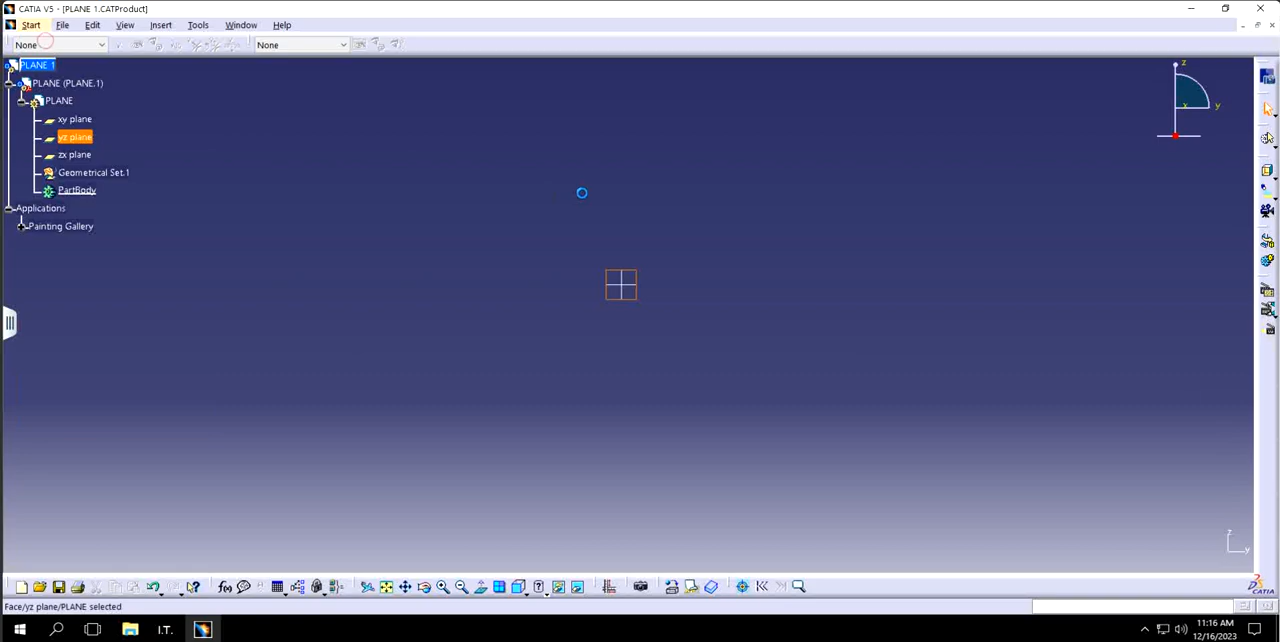 CATIA V5 - [PLANE 1.CATProduct]
Start File Edit View Insert Tools Window Help
None None
PLANE 1
PLANE (PLANE.1)
PLANE
xy plane
yz plane
zx plane
Geometrical Set.1
PartBody
Applications
Painting Gallery
z
x y
z
y
f(x)
CATIA
Face/yz plane/PLANE selected
I.T.
11:16 AM
12/16/2023